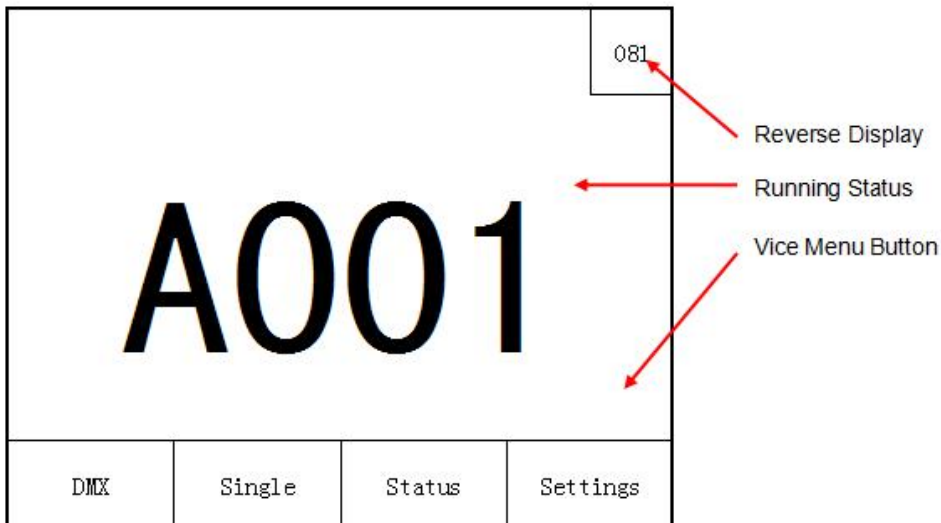 081
Reverse Display
Running Status
A001
Vice Menu Button
DMX Single Status Settings